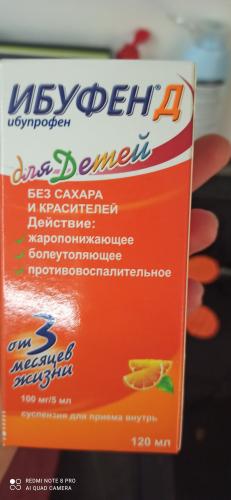 ИБУФЕН® Д
ибупрофен
для Детей
БЕЗ САХАРА
И КРАСИТЕЛЕЙ
Действие:
жаропонижающее
болеутоляющее
противовоспалительное
от 3
месяцев
жизни
100 мг/5 мл
суспензия для приема внутрь
120 мл
REDMI NOTE 8 PRO
AI QUAD CAMERA